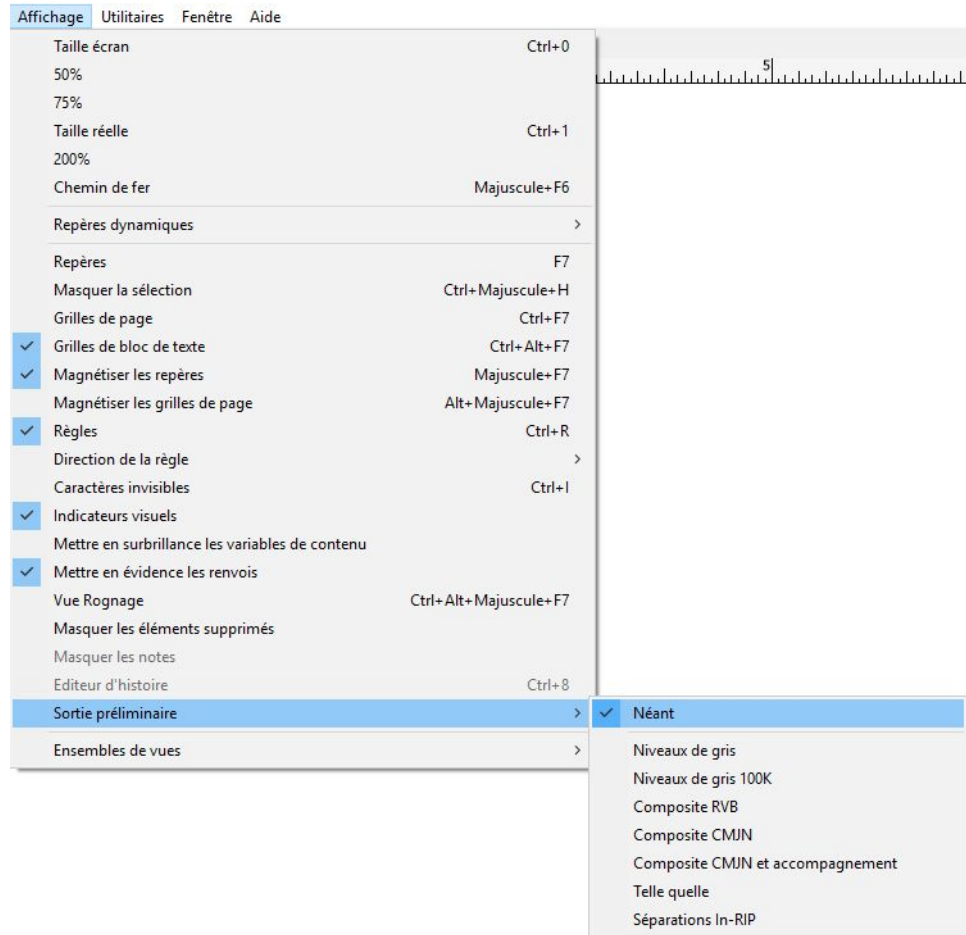 Affichage Utilitaires Fenêtre Aide
Taille écran Ctrl+0
50%
5
75%
Taille réelle Ctrl+1
200%
Chemin de fer Majuscule+F6
Repères dynamiques
Repères F7
Masquer la sélection Ctrl+Majuscule+H
Grilles de page Ctrl+F7
Grilles de bloc de texte Ctrl+Alt+F7
Magnétiser les repères Majuscule+F7
Magnétiser les grilles de page Alt+Majuscule+F7
Règles Ctrl+R
Direction de la règle
Caractères invisibles Ctrl+I
Indicateurs visuels
Mettre en surbrillance les variables de contenu
Mettre en évidence les renvois
Vue Rognage Ctrl+Alt+Majuscule+F7
Masquer les éléments supprimés
Masquer les notes
Editeur d'histoire Ctrl+8
Sortie préliminaire
Ensembles de vues
Néant
Niveaux de gris
Niveaux de gris 100K
Composite RVB
Composite CMJN
Composite CMJN et accompagnement
Telle quelle
Séparations In-RIP